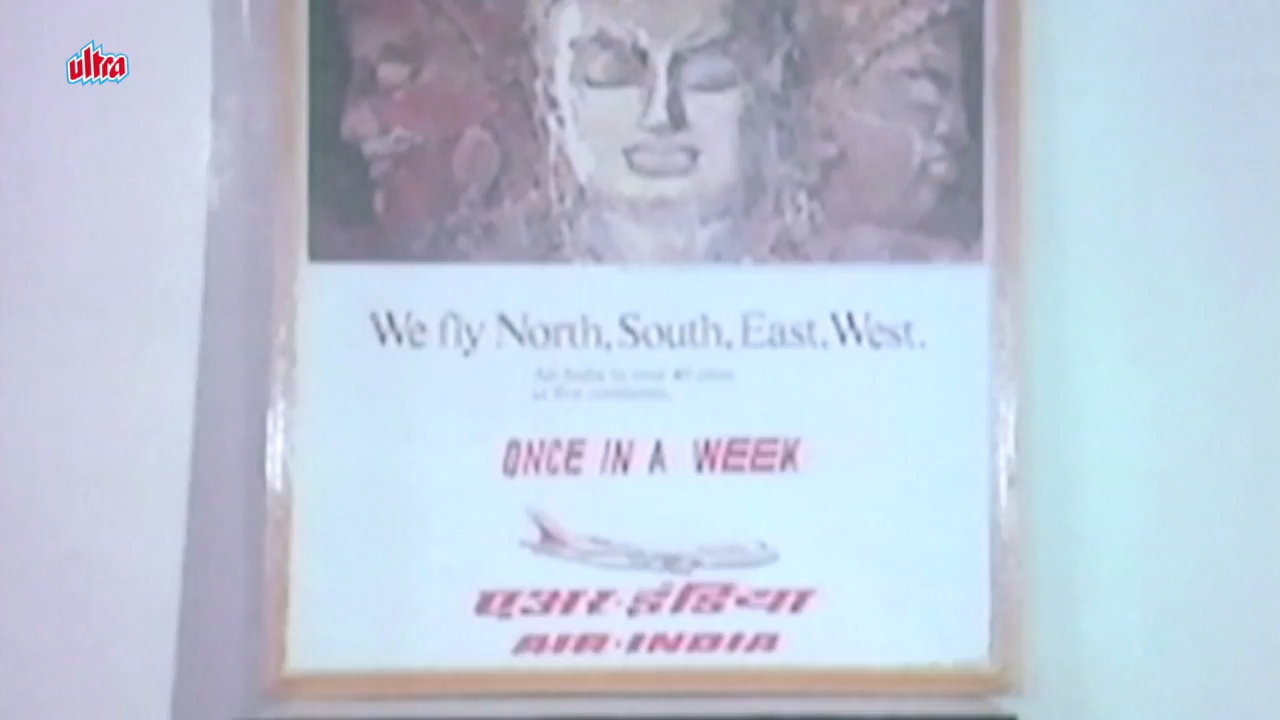 ultra
We fly North, South, East, West.
ONCE IN A WEEK
एअर-इंडिया
AIR-INDIA